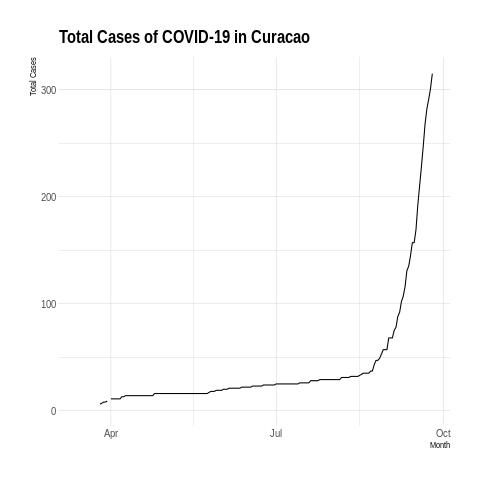 Total Cases of COVID-19 in Curacao
Total Cases
300
200
100
0
Apr Jul Oct
Month